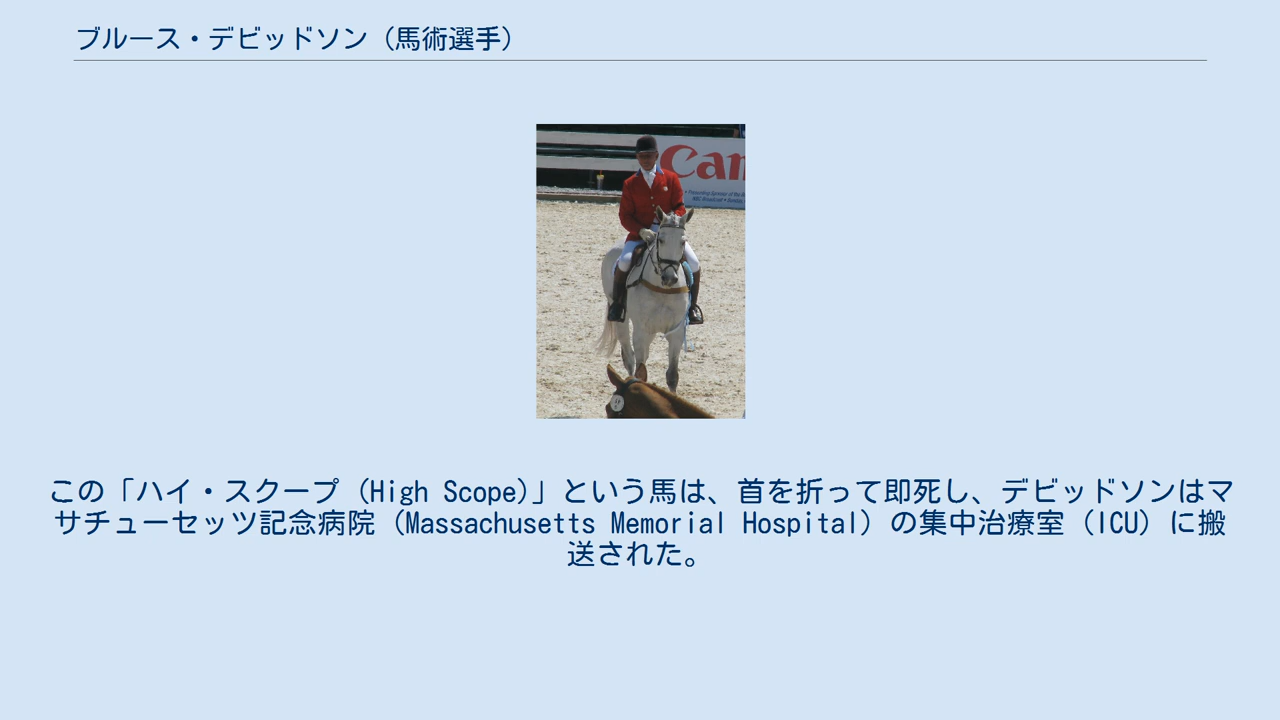 ブルース・デビッドソン（馬術選手）
Can
この「ハイ・スクープ（High Scope)」という馬は、首を折って即死し、デビッドソンはマ
サチューセッツ記念病院（Massachusetts Memorial Hospital）の集中治療室（ICU）に搬
送された。